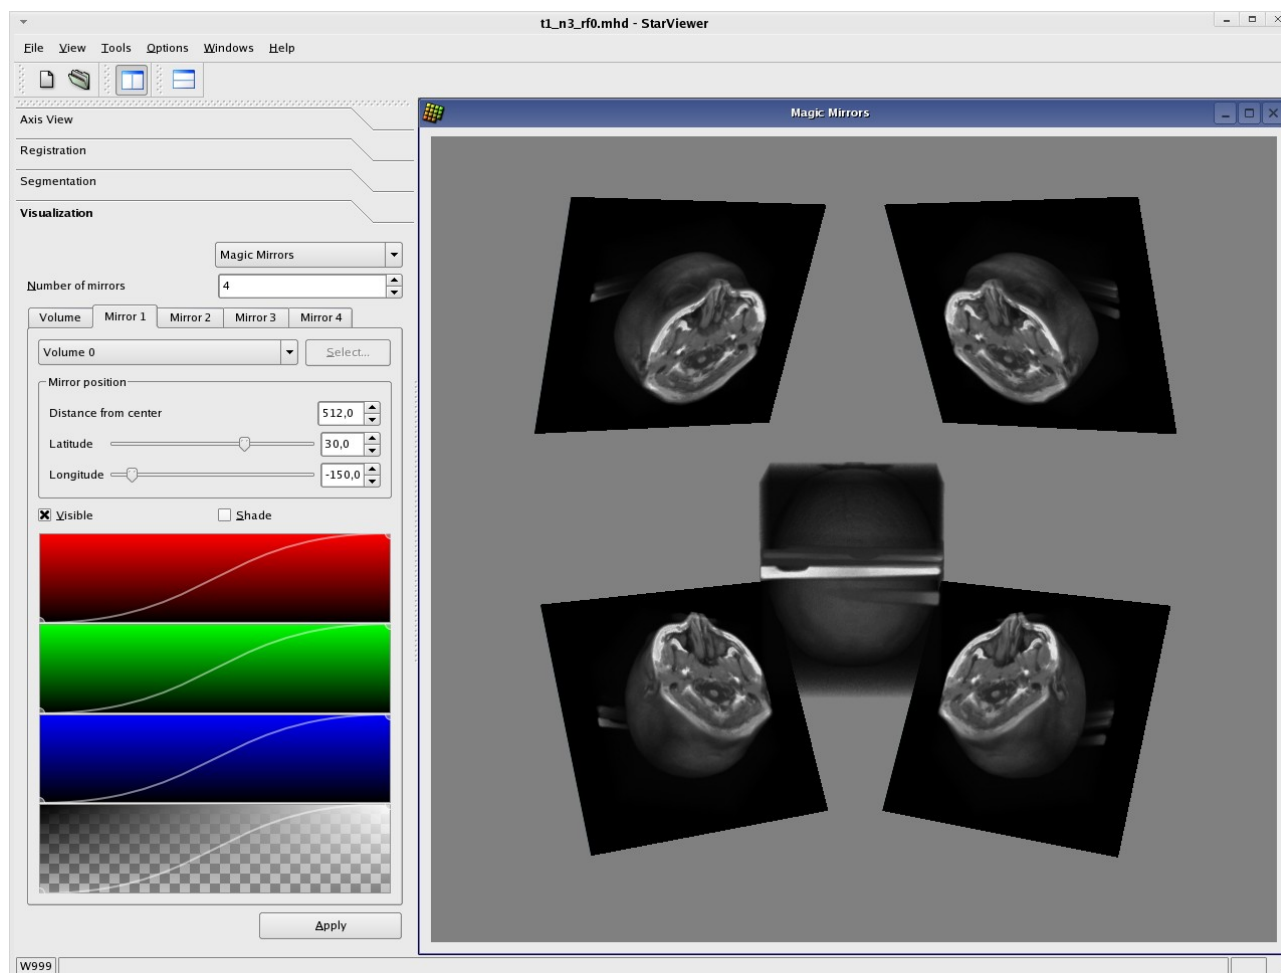 t1_n3_rf0.mhd - StarViewer
File View Tools Options Windows Help
Axis View
Registration
Segmentation
Visualization
Magic Mirrors
Number of mirrors 4
Volume Mirror 1 Mirror 2 Mirror 3 Mirror 4
Volume 0 Select...
Mirror position
Distance from center 512,0
Latitude 30,0
Longitude -150,0
Visible Shade
Apply
W999
Magic Mirrors